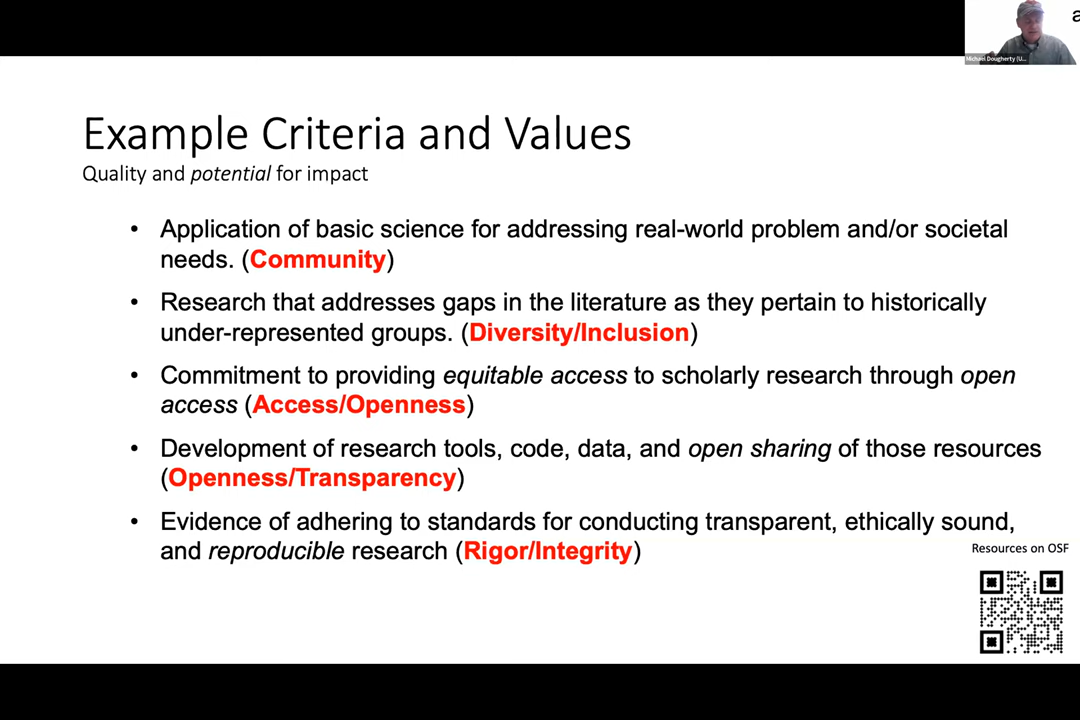 a
Michael Dougherty (U...
Example Criteria and Values
Quality and potential for impact
• Application of basic science for addressing real-world problem and/or societal
needs. (Community)
• Research that addresses gaps in the literature as they pertain to historically
under-represented groups. (Diversity/Inclusion)
• Commitment to providing equitable access to scholarly research through open
access (Access/Openness)
• Development of research tools, code, data, and open sharing of those resources
(Openness/Transparency)
• Evidence of adhering to standards for conducting transparent, ethically sound,
and reproducible research (Rigor/Integrity)
Resources on OSF